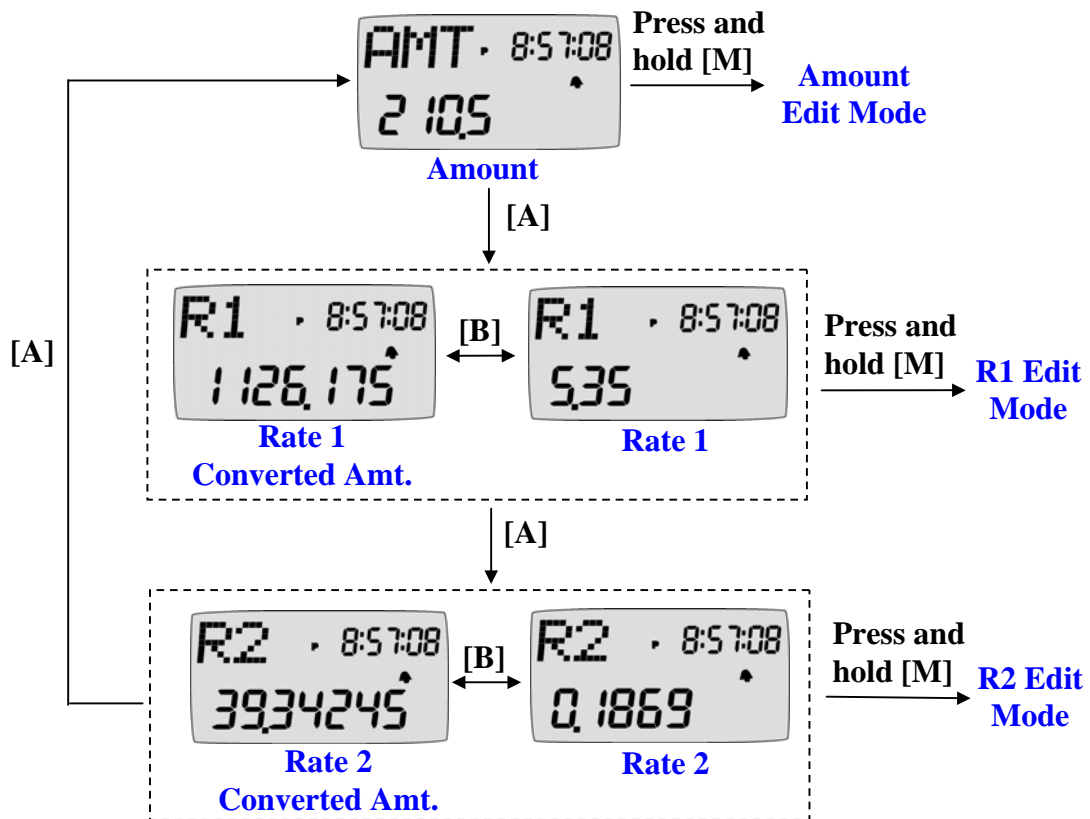 AMT 8:57:08
210.5
Amount
Press and
hold [M]
Amount
Edit Mode
[A]
R1 8:57:08
1126.175
Rate 1
Converted Amt.
[B]
R1 8:57:08
5.35
Rate 1
Press and
hold [M]
R1 Edit
Mode
[A]
[A]
R2 8:57:08
39.34245
Rate 2
Converted Amt.
[B]
R2 8:57:08
0.1869
Rate 2
Press and
hold [M]
R2 Edit
Mode